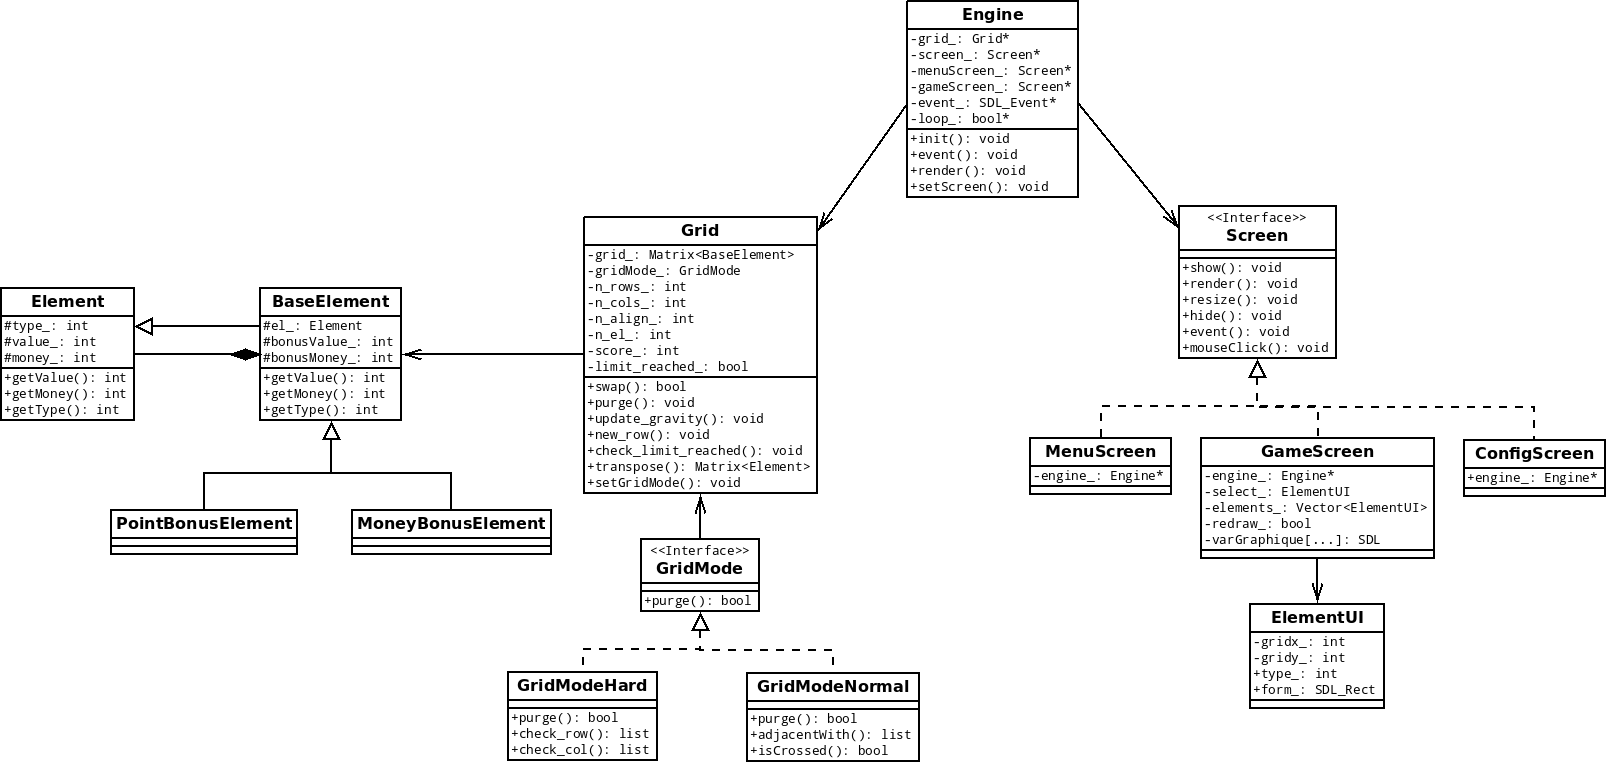 Engine
-grid_: Grid*
-screen_: Screen*
-menuScreen_: Screen*
-gameScreen_: Screen*
-event_: SDL_Event*
-loop_: bool*
+init(): void
+event(): void
+render(): void
+setScreen(): void
<<Interface>>
Screen
+show(): void
+render(): void
+resize(): void
+hide(): void
+event(): void
+mouseClick(): void
Grid
-grid_: Matrix<BaseElement>
-gridMode_: GridMode
-n_rows_: int
-n_cols_: int
-n_align_: int
-n_el_: int
-score_: int
-limit_reached_: bool
+swap(): bool
+purge(): void
+update_gravity(): void
+new_row(): void
+check_limit_reached(): void
+transpose(): Matrix<Element>
+setGridMode(): void
Element
#type_: int
#value_: int
#money_: int
+getValue(): int
+getMoney(): int
+getType(): int
BaseElement
#el_: Element
#bonusValue_: int
#bonusMoney_: int
+getValue(): int
+getMoney(): int
+getType(): int
PointBonusElement
MoneyBonusElement
<<Interface>>
GridMode
+purge(): bool
GridModeHard
+purge(): bool
+check_row(): list
+check_col(): list
GridModeNormal
+purge(): bool
+adjacentWith(): list
+isCrossed(): bool
MenuScreen
-engine_: Engine*
GameScreen
-engine_: Engine*
-select_: ElementUI
-elements_: Vector<ElementUI>
-redraw_: bool
-varGraphique[...]: SDL
ConfigScreen
+engine_: Engine*
ElementUI
-gridx_: int
-gridy_: int
+type_: int
+form_: SDL_Rect